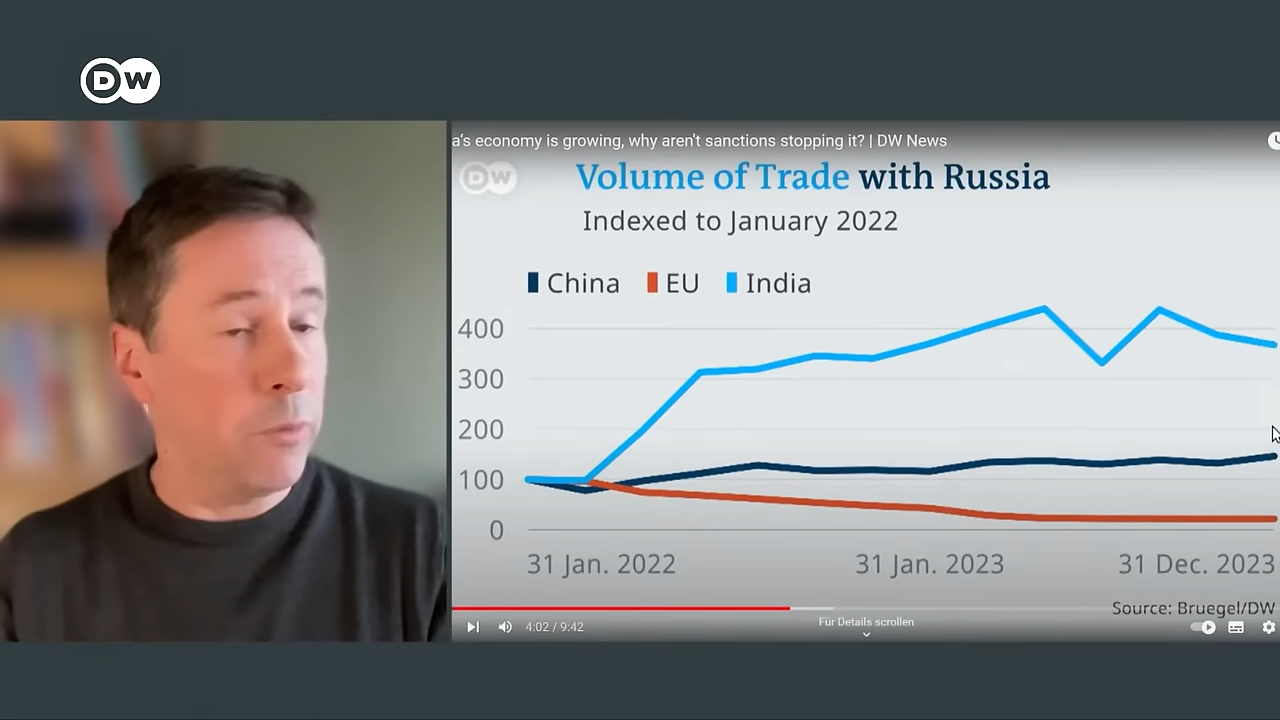 DW
a's economy is growing, why aren't sanctions stopping it? | DW News
DW
Volume of Trade with Russia
Indexed to January 2022
China EU India
400
300
200
100
0
31 Jan. 2022 31 Jan. 2023 31 Dec. 2023
Source: Bruegel/DW
4:02 / 9:42
Für Details scrollen